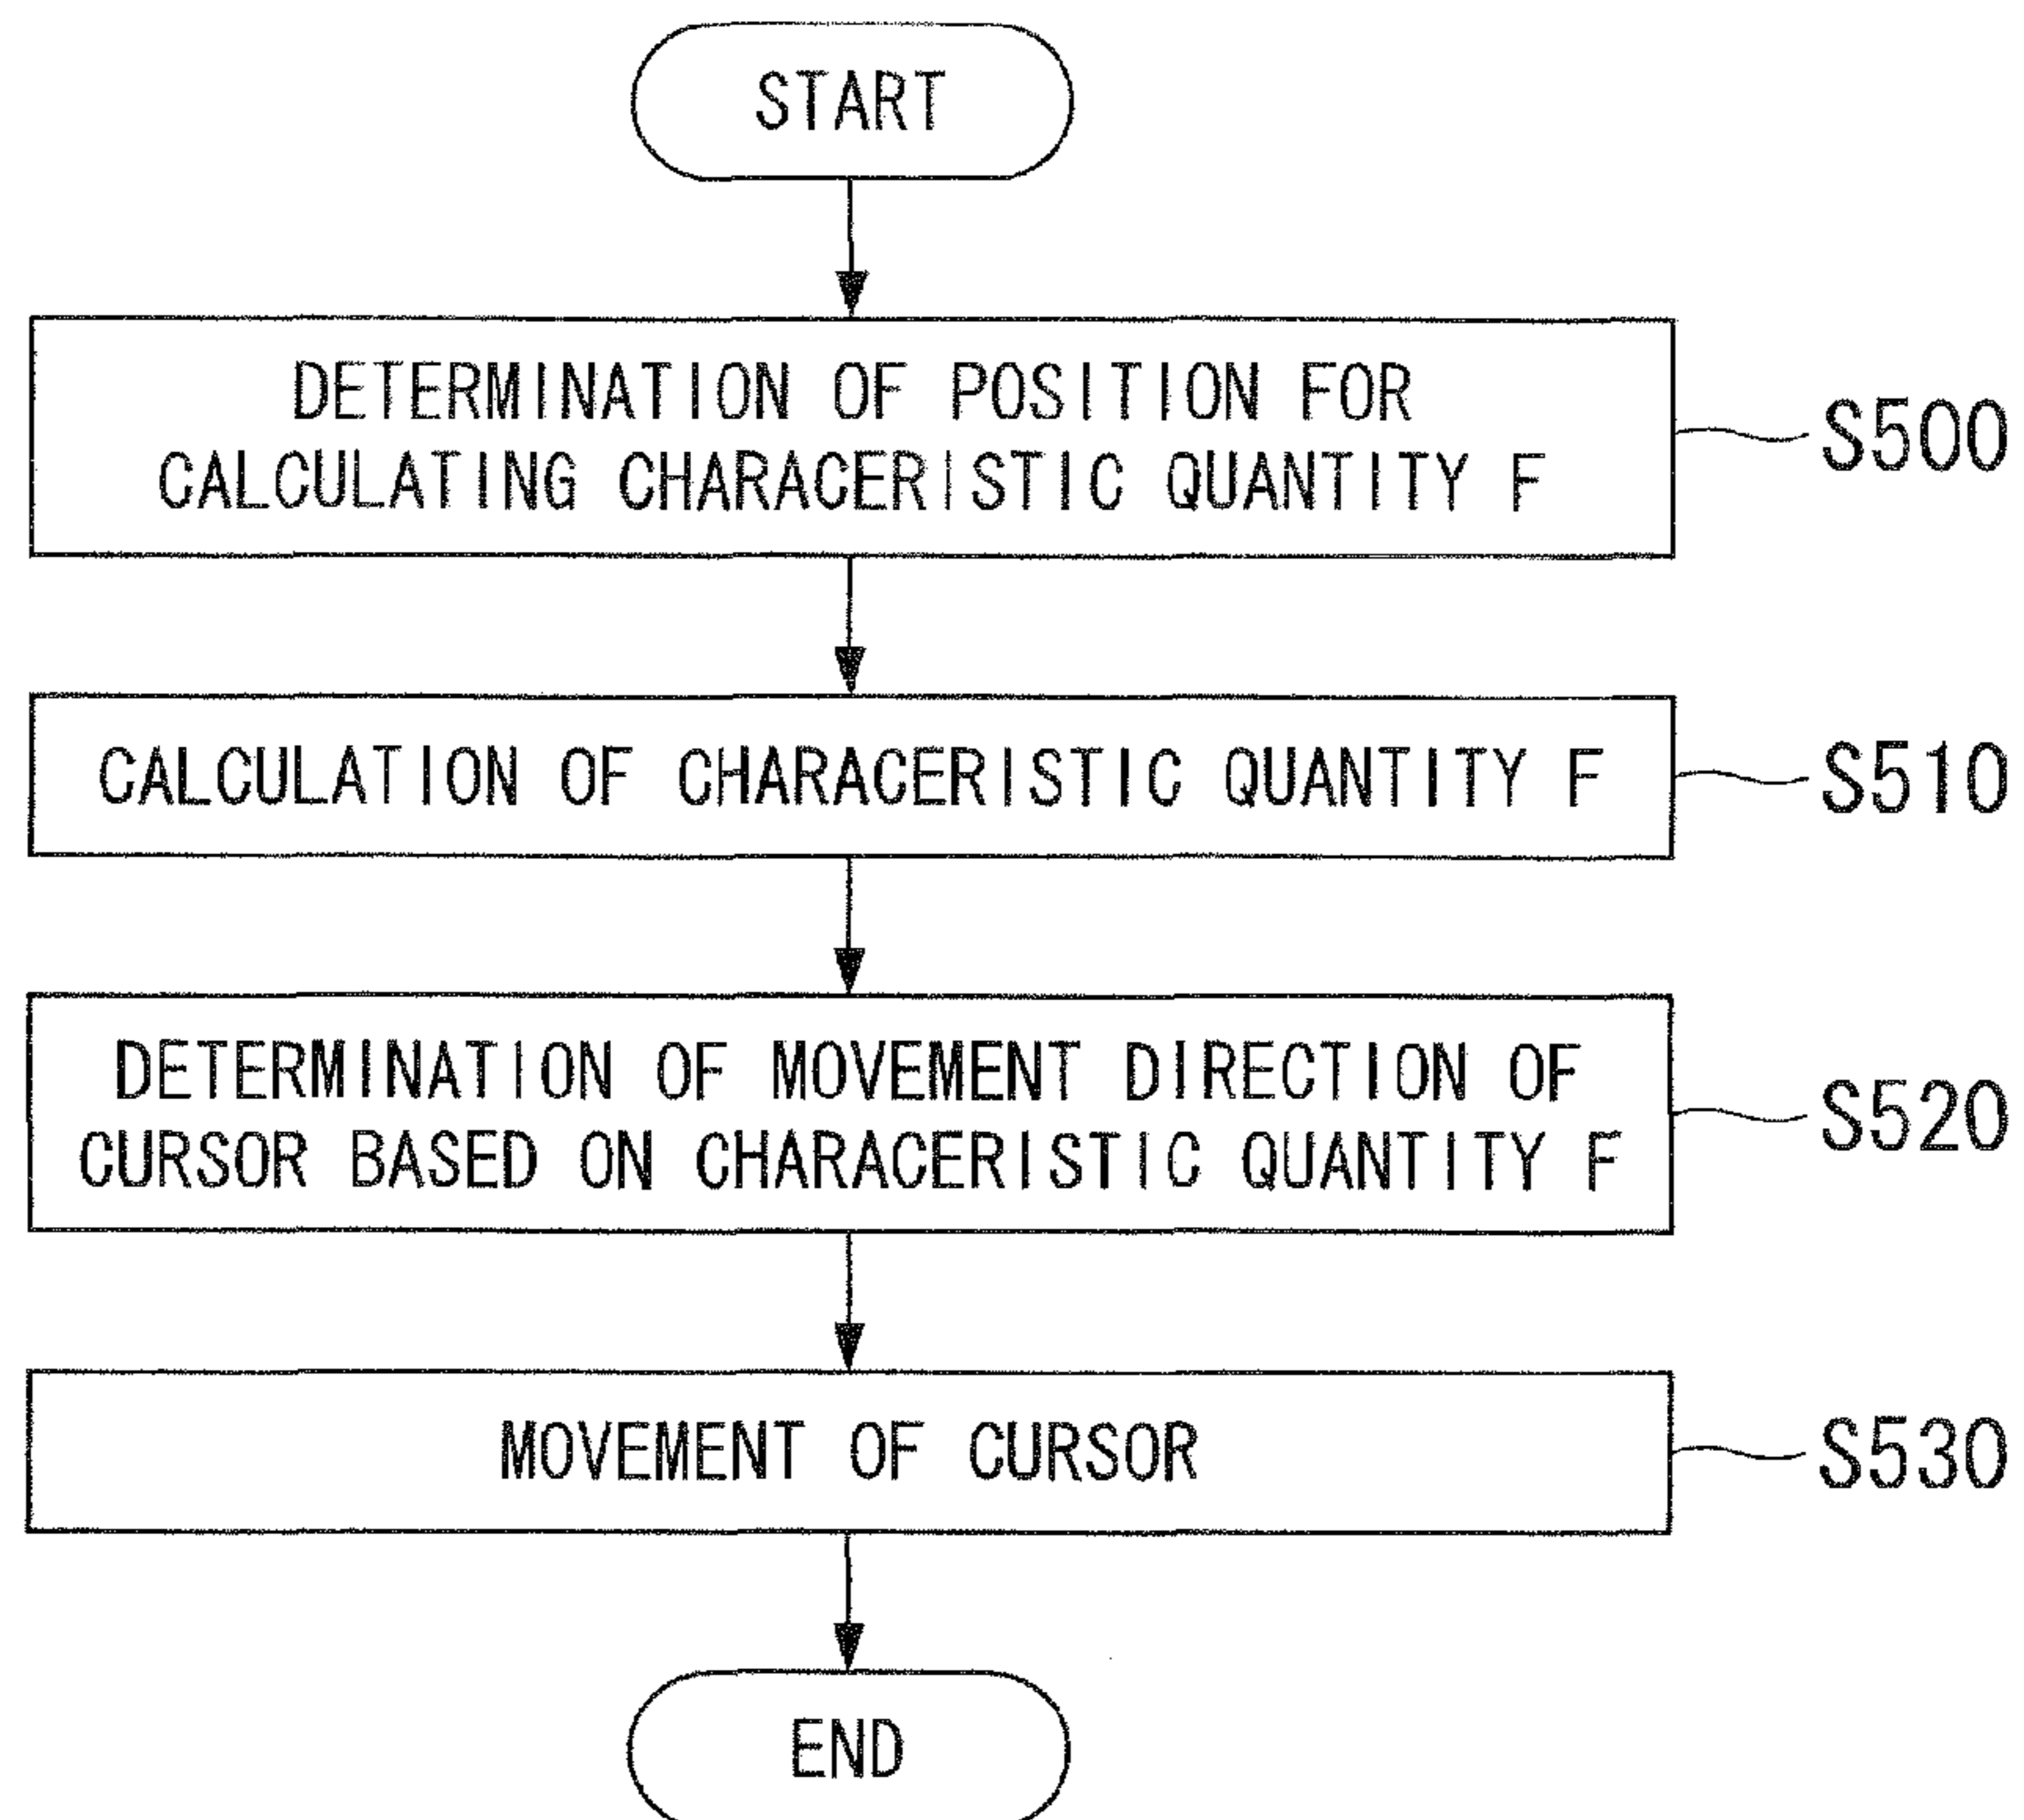 START
DETERMINATION OF POSITION FOR
CALCULATING CHARACERISTIC QUANTITY F
S500
CALCULATION OF CHARACERISTIC QUANTITY F
S510
DETERMINATION OF MOVEMENT DIRECTION OF
CURSOR BASED ON CHARACERISTIC QUANTITY F
S520
MOVEMENT OF CURSOR
S530
END